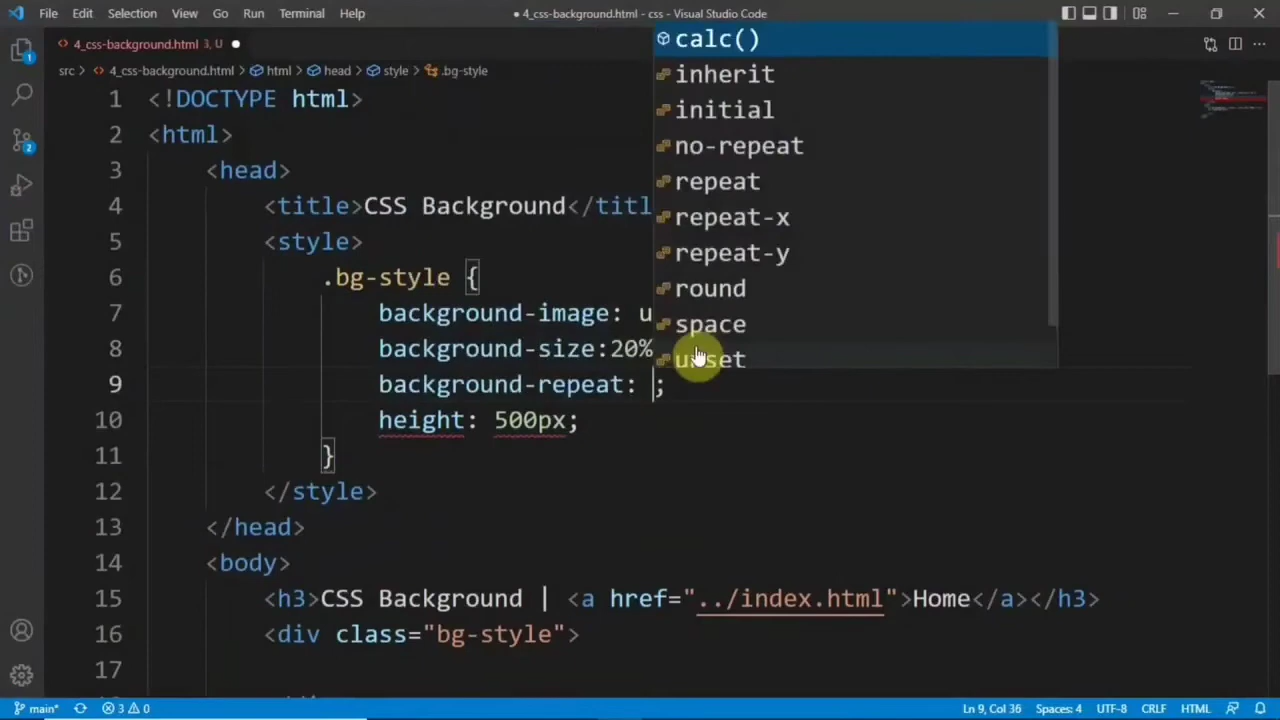 File Edit Selection View Go Run Terminal Help
● 4_css-background.html - css - Visual Studio Code
4_css-background.html 3, U ●
src > 4_css-background.html > html > head > style > .bg-style
1 <!DOCTYPE html>
2 <html>
3 <head>
4 <title>CSS Background</titl
5 <style>
6 .bg-style {
7 background-image: u
8 background-size:20%
9 background-repeat: ;
10 height: 500px;
11 }
12 </style>
13 </head>
14 <body>
15 <h3>CSS Background | <a href="../index.html">Home</a></h3>
16 <div class="bg-style">
17
calc()
inherit
initial
no-repeat
repeat
repeat-x
repeat-y
round
space
unset
1
2
main* 3 0
Ln 9, Col 36 Spaces: 4 UTF-8 CRLF HTML